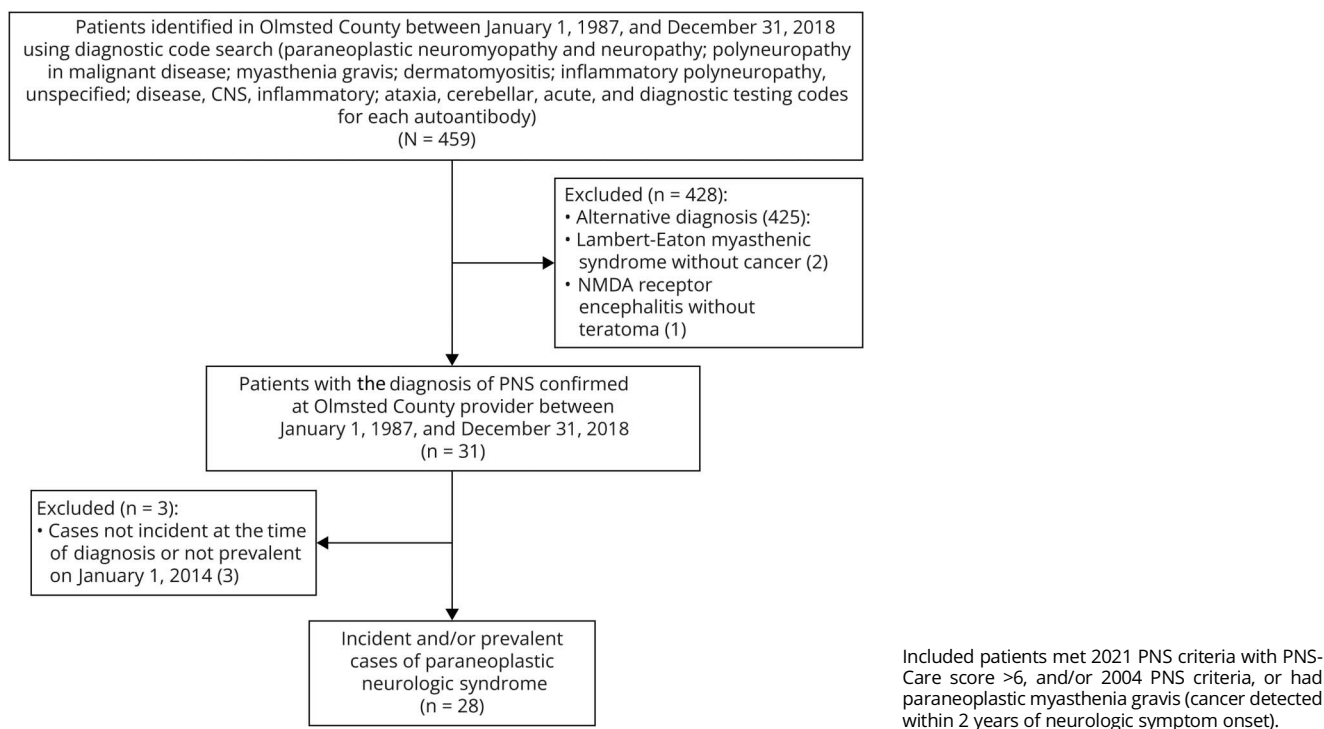 Patients identified in Olmsted County between January 1, 1987, and December 31, 2018
using diagnostic code search (paraneoplastic neuromyopathy and neuropathy; polyneuropathy
in malignant disease; myasthenia gravis; dermatomyositis; inflammatory polyneuropathy,
unspecified; disease, CNS, inflammatory; ataxia, cerebellar, acute, and diagnostic testing codes
for each autoantibody)
(N = 459)
Excluded (n = 428):
• Alternative diagnosis (425):
• Lambert-Eaton myasthenic
syndrome without cancer (2)
• NMDA receptor
encephalitis without
teratoma (1)
Patients with the diagnosis of PNS confirmed
at Olmsted County provider between
January 1, 1987, and December 31, 2018
(n = 31)
Excluded (n = 3):
• Cases not incident at the time
of diagnosis or not prevalent
on January 1, 2014 (3)
Incident and/or prevalent
cases of paraneoplastic
neurologic syndrome
(n = 28)
Included patients met 2021 PNS criteria with PNS-
Care score >6, and/or 2004 PNS criteria, or had
paraneoplastic myasthenia gravis (cancer detected
within 2 years of neurologic symptom onset).